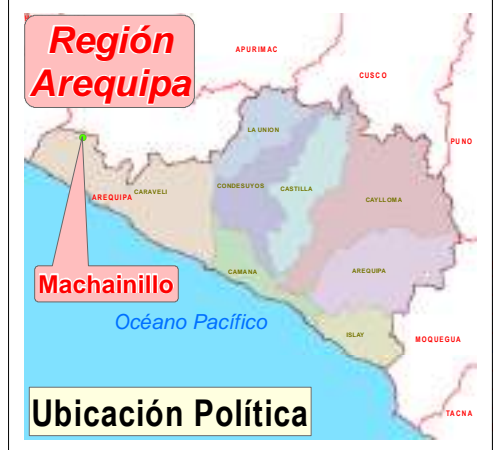 Región
Arequipa
APURIMAC
CUSCO
PUNO
LA UNION
CONDESUYOS
CASTILLA
CARAVELI
AREQUIPA
CAYLLOMA
CAMANA
AREQUIPA
Machainillo
Océano Pacífico
ISLAY
MOQUEGUA
TACNA
Ubicación Política